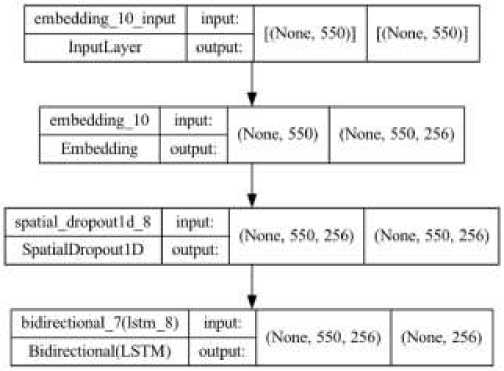 embedding_10_input input: [(None, 550)] [(None, 550)]
InputLayer output:
embedding_10 input: (None, 550) (None, 550, 256)
Embedding output:
spatial_dropout1d_8 input: (None, 550, 256) (None, 550, 256)
SpatialDropout1D output:
bidirectional_7(lstm_8) input: (None, 550, 256) (None, 256)
Bidirectional(LSTM) output: